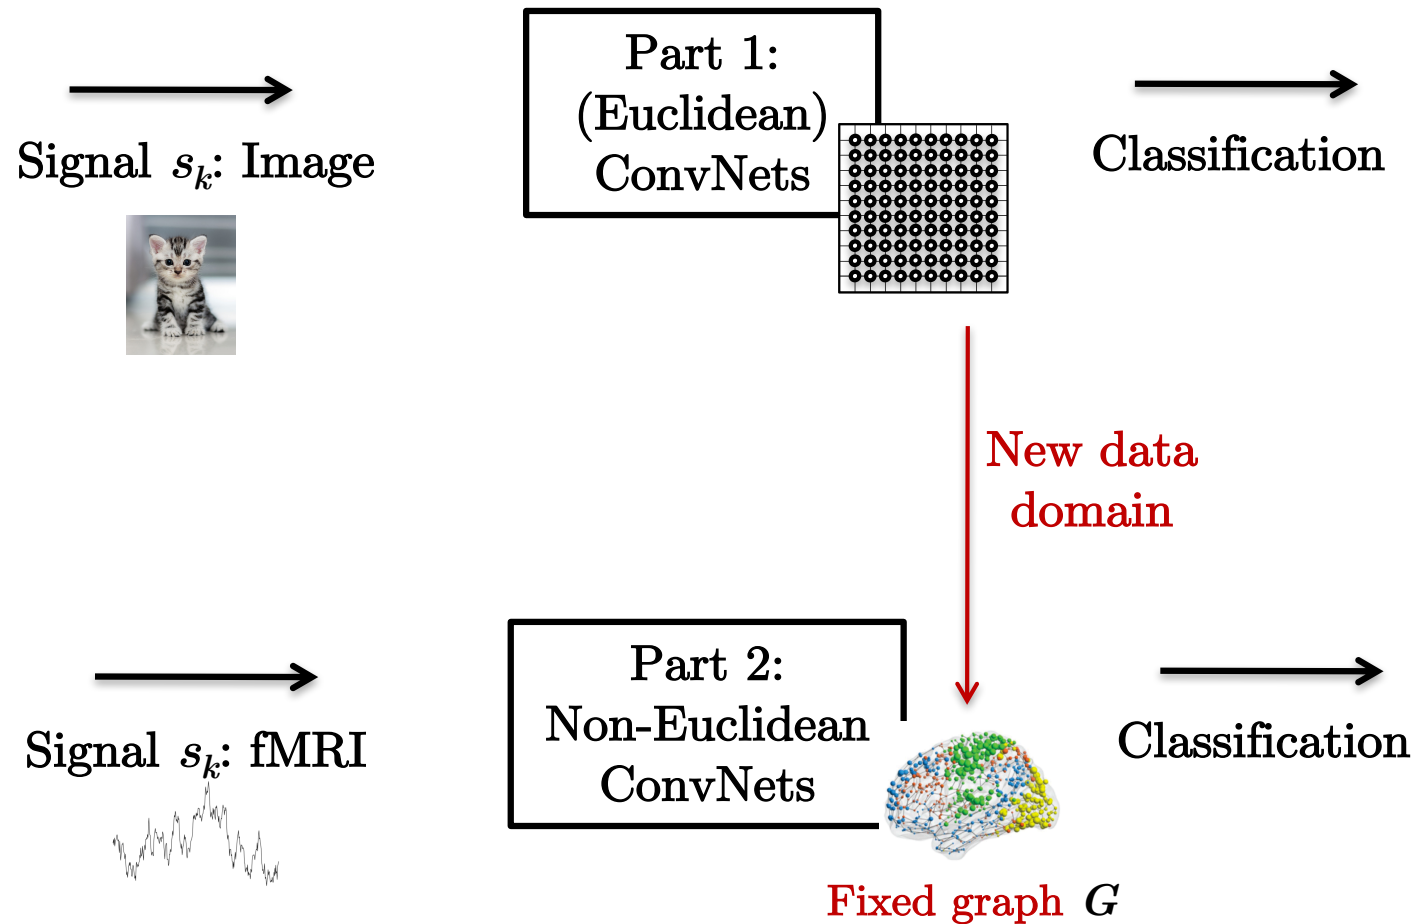 Part 1:
(Euclidean)
ConvNets
Signal s_k: Image
Classification
New data
domain
Part 2:
Non-Euclidean
ConvNets
Signal s_k: fMRI
Classification
Fixed graph G